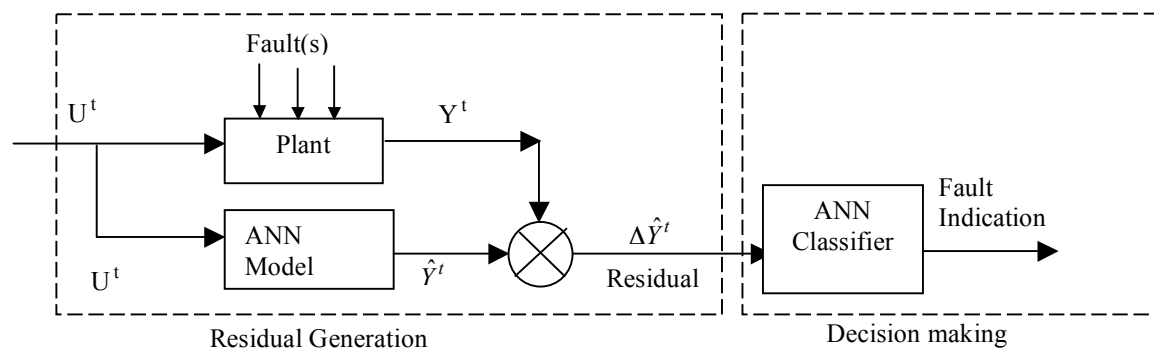 Fault(s)
U^t
Plant
Y^t
ANN
Model
U^t
Ŷ^t
ΔŶ^t
Residual
ANN
Classifier
Fault
Indication
Residual Generation
Decision making